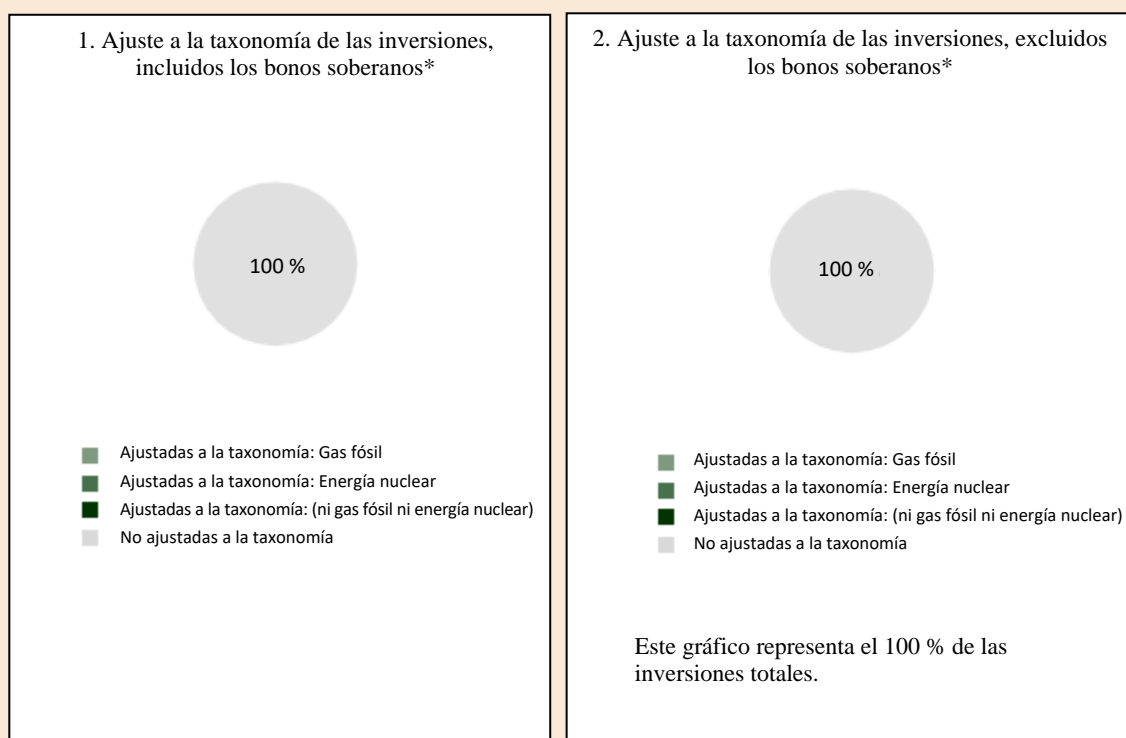 1. Ajuste a la taxonomía de las inversiones,
incluidos los bonos soberanos*
100 %
Ajustadas a la taxonomía: Gas fósil
Ajustadas a la taxonomía: Energía nuclear
Ajustadas a la taxonomía: (ni gas fósil ni energía nuclear)
No ajustadas a la taxonomía
2. Ajuste a la taxonomía de las inversiones, excluidos
los bonos soberanos*
100 %
Ajustadas a la taxonomía: Gas fósil
Ajustadas a la taxonomía: Energía nuclear
Ajustadas a la taxonomía: (ni gas fósil ni energía nuclear)
No ajustadas a la taxonomía
Este gráfico representa el 100 % de las
inversiones totales.